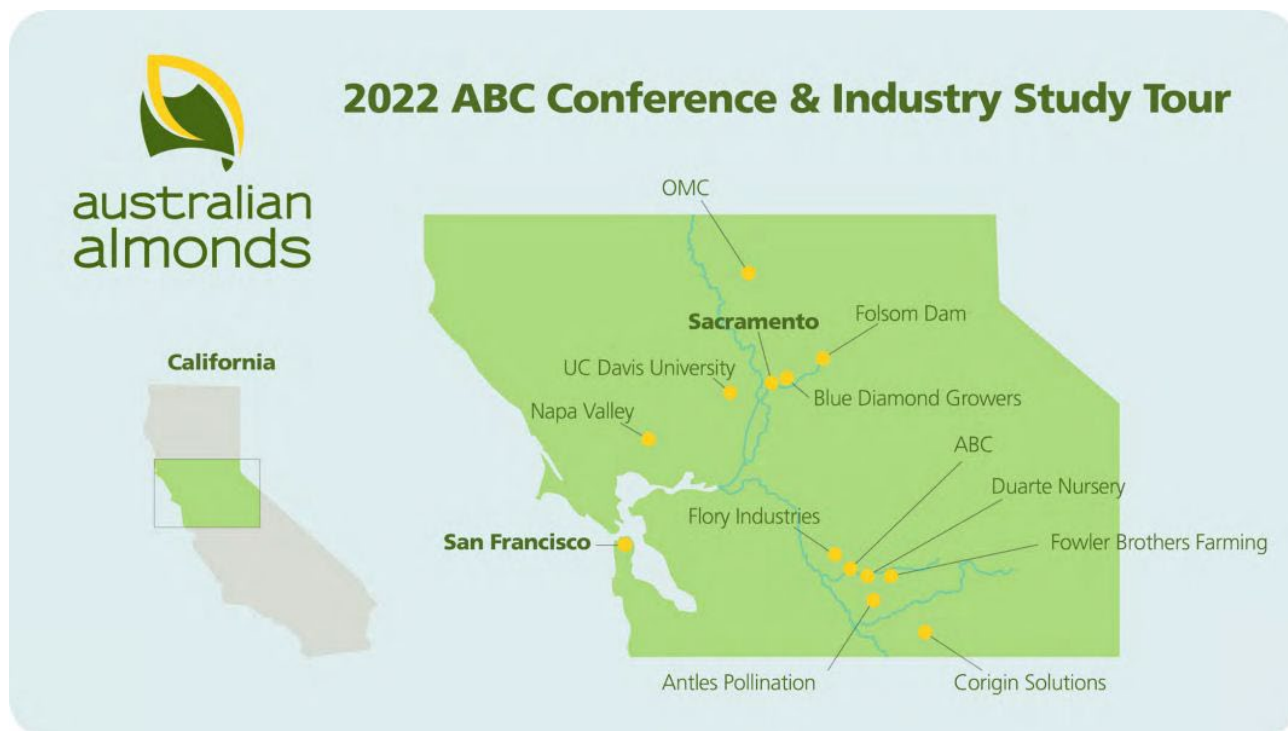 2022 ABC Conference & Industry Study Tour
australian
almonds
OMC
Sacramento
Folsom Dam
California
UC Davis University
Blue Diamond Growers
Napa Valley
ABC
Duarte Nursery
Flory Industries
San Francisco
Fowler Brothers Farming
Antles Pollination
Corigin Solutions